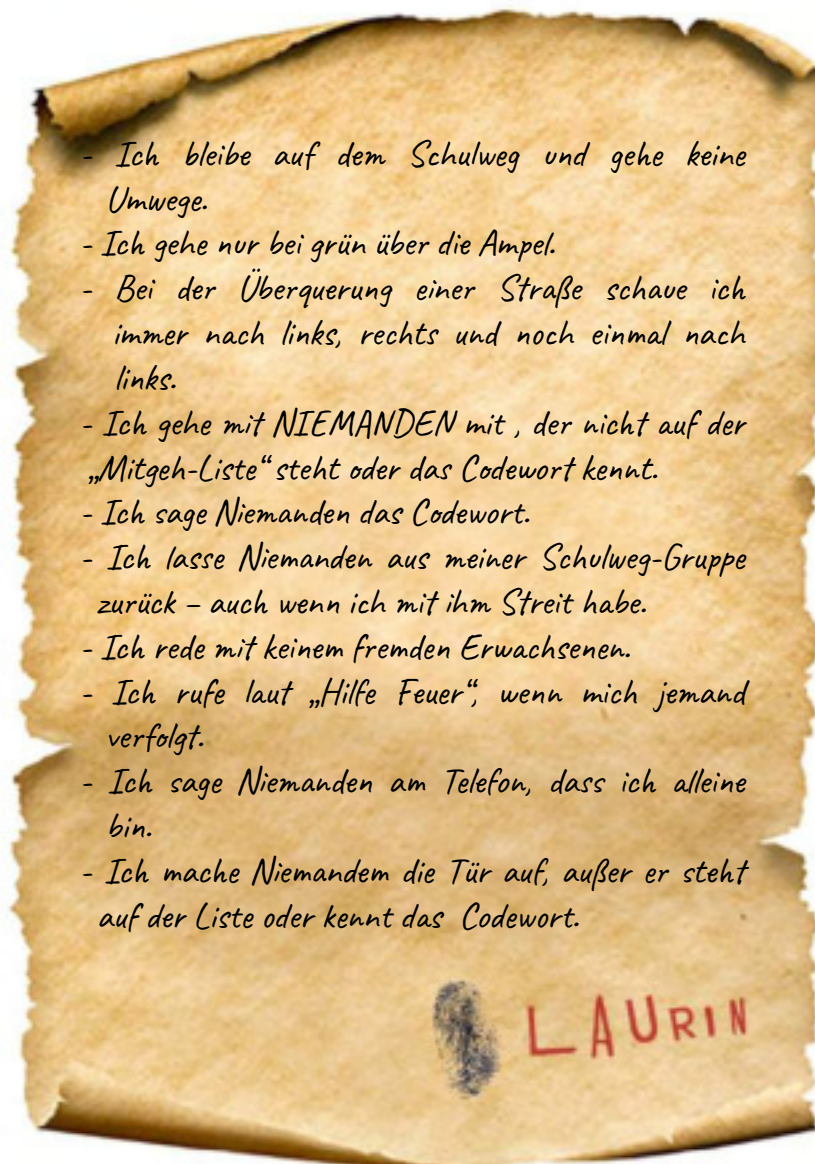 - Ich bleibe auf dem Schulweg und gehe keine
Umwege.
- Ich gehe nur bei grün über die Ampel.
- Bei der Überquerung einer Straße schaue ich
immer nach links, rechts und noch einmal nach
links.
- Ich gehe mit NIEMANDEN mit , der nicht auf der
„Mitgeh-Liste“ steht oder das Codewort kennt.
- Ich sage Niemanden das Codewort.
- Ich lasse Niemanden aus meiner Schulweg-Gruppe
zurück – auch wenn ich mit ihm Streit habe.
- Ich rede mit keinem fremden Erwachsenen.
- Ich rufe laut „Hilfe Feuer“, wenn mich jemand
verfolgt.
- Ich sage Niemanden am Telefon, dass ich alleine
bin.
- Ich mache Niemandem die Tür auf, außer er steht
auf der Liste oder kennt das Codewort.
LAURIN